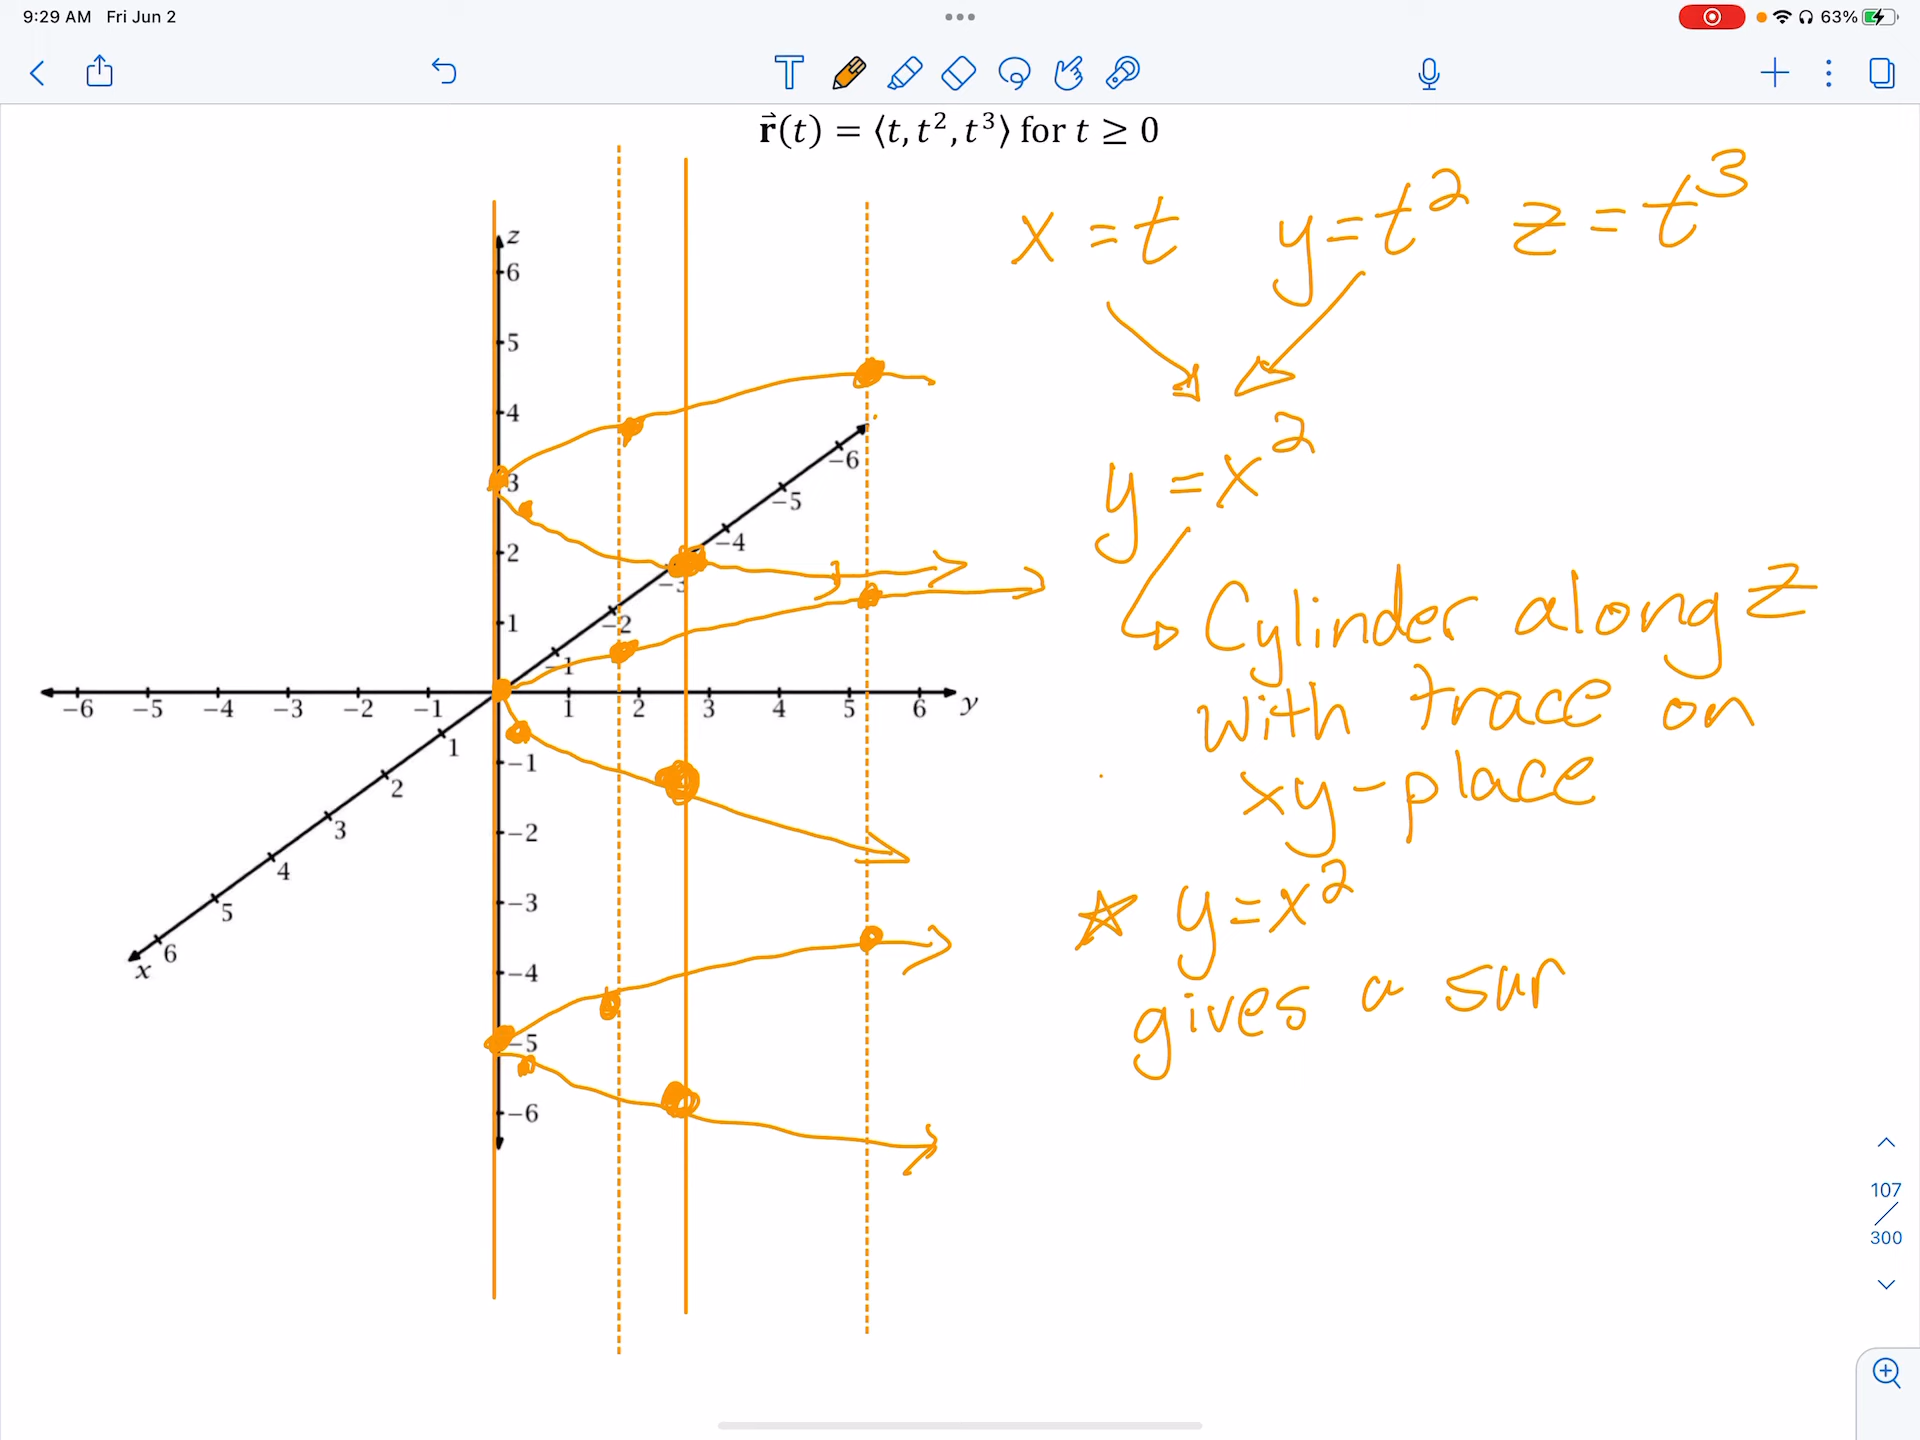 9:29 AM Fri Jun 2
63%
T
r⃗(t) = ⟨t, t², t³⟩ for t ≥ 0
x = t y = t² z = t³
y = x²
Cylinder along z
with trace on
xy-place
☆ y = x²
gives a sur
z
6
5
4
3
2
1
-1
-2
-3
-4
-5
-6
-6 -5 -4 -3 -2 -1 1 2 3 4 5 6 y
-6
-5
-4
-3
-2
-1
1
2
3
4
5
6
x
107
/
300